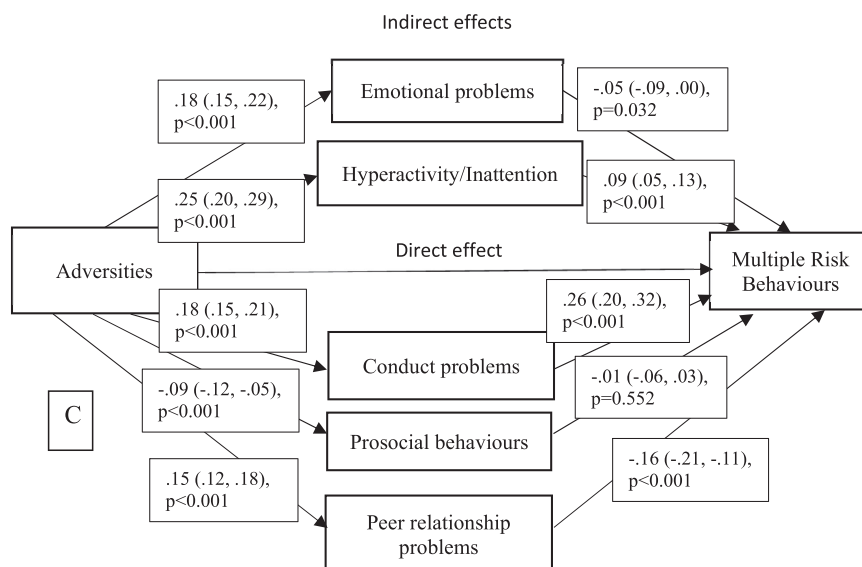 Indirect effects
.18 (.15, .22),
p<0.001
Emotional problems
-.05 (-.09, .00),
p=0.032
.25 (.20, .29),
p<0.001
Hyperactivity/Inattention
.09 (.05, .13),
p<0.001
Adversities
Direct effect
Multiple Risk
Behaviours
.18 (.15, .21),
p<0.001
Conduct problems
.26 (.20, .32),
p<0.001
C
-.09 (-.12, -.05),
p<0.001
Prosocial behaviours
-.01 (-.06, .03),
p=0.552
.15 (.12, .18),
p<0.001
Peer relationship
problems
-.16 (-.21, -.11),
p<0.001